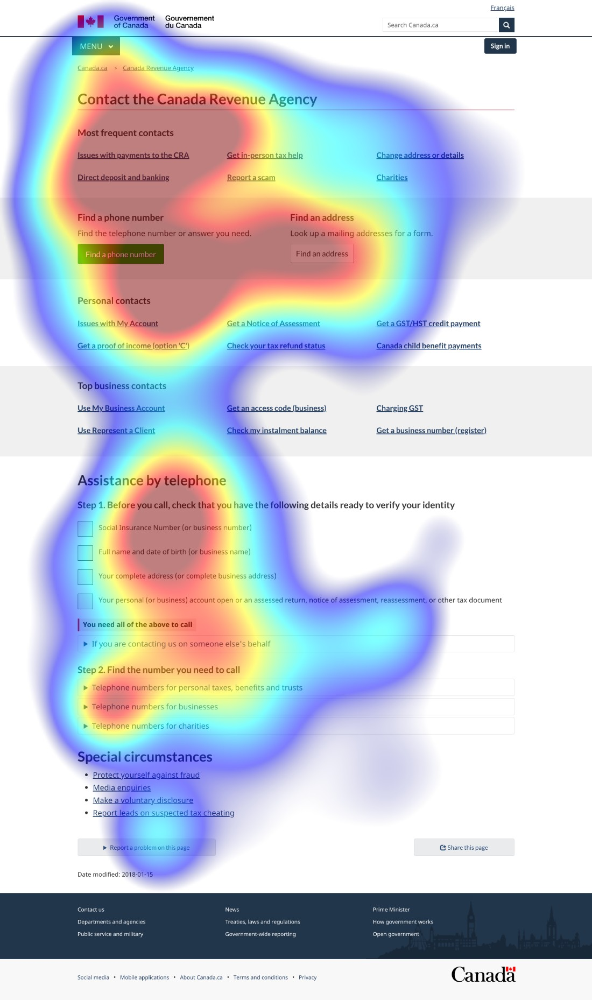 Français
Government of Canada
Gouvernement du Canada
Search Canada.ca
MENU
Sign in
Canada.ca > Canada Revenue Agency
Contact the Canada Revenue Agency
Most frequent contacts
Issues with payments to the CRA
Get in-person tax help
Change address or details
Direct deposit and banking
Report a scam
Charities
Find a phone number
Find the telephone number or answer you need.
Find a phone number
Find an address
Look up a mailing addresses for a form.
Find an address
Personal contacts
Issues with My Account
Get a Notice of Assessment
Get a GST/HST credit payment
Get a proof of income (option 'C')
Check your tax refund status
Canada child benefit payments
Top business contacts
Use My Business Account
Get an access code (business)
Charging GST
Use Represent a Client
Check my instalment balance
Get a business number (register)
Assistance by telephone
Step 1. Before you call, check that you have the following details ready to verify your identity
Social Insurance Number (or business number)
Full name and date of birth (or business name)
Your complete address (or complete business address)
Your personal (or business) account open or an assessed return, notice of assessment, reassessment, or other tax document
You need all of the above to call
If you are contacting us on someone else's behalf
Step 2. Find the number you need to call
Telephone numbers for personal taxes, benefits and trusts
Telephone numbers for businesses
Telephone numbers for charities
Special circumstances
• Protect yourself against fraud
• Media enquiries
• Make a voluntary disclosure
• Report leads on suspected tax cheating
Report a problem on this page
Share this page
Date modified: 2018-01-15
Contact us
News
Prime Minister
Departments and agencies
Treaties, laws and regulations
How government works
Public service and military
Government-wide reporting
Open government
Social media • Mobile applications • About Canada.ca • Terms and conditions • Privacy
Canada